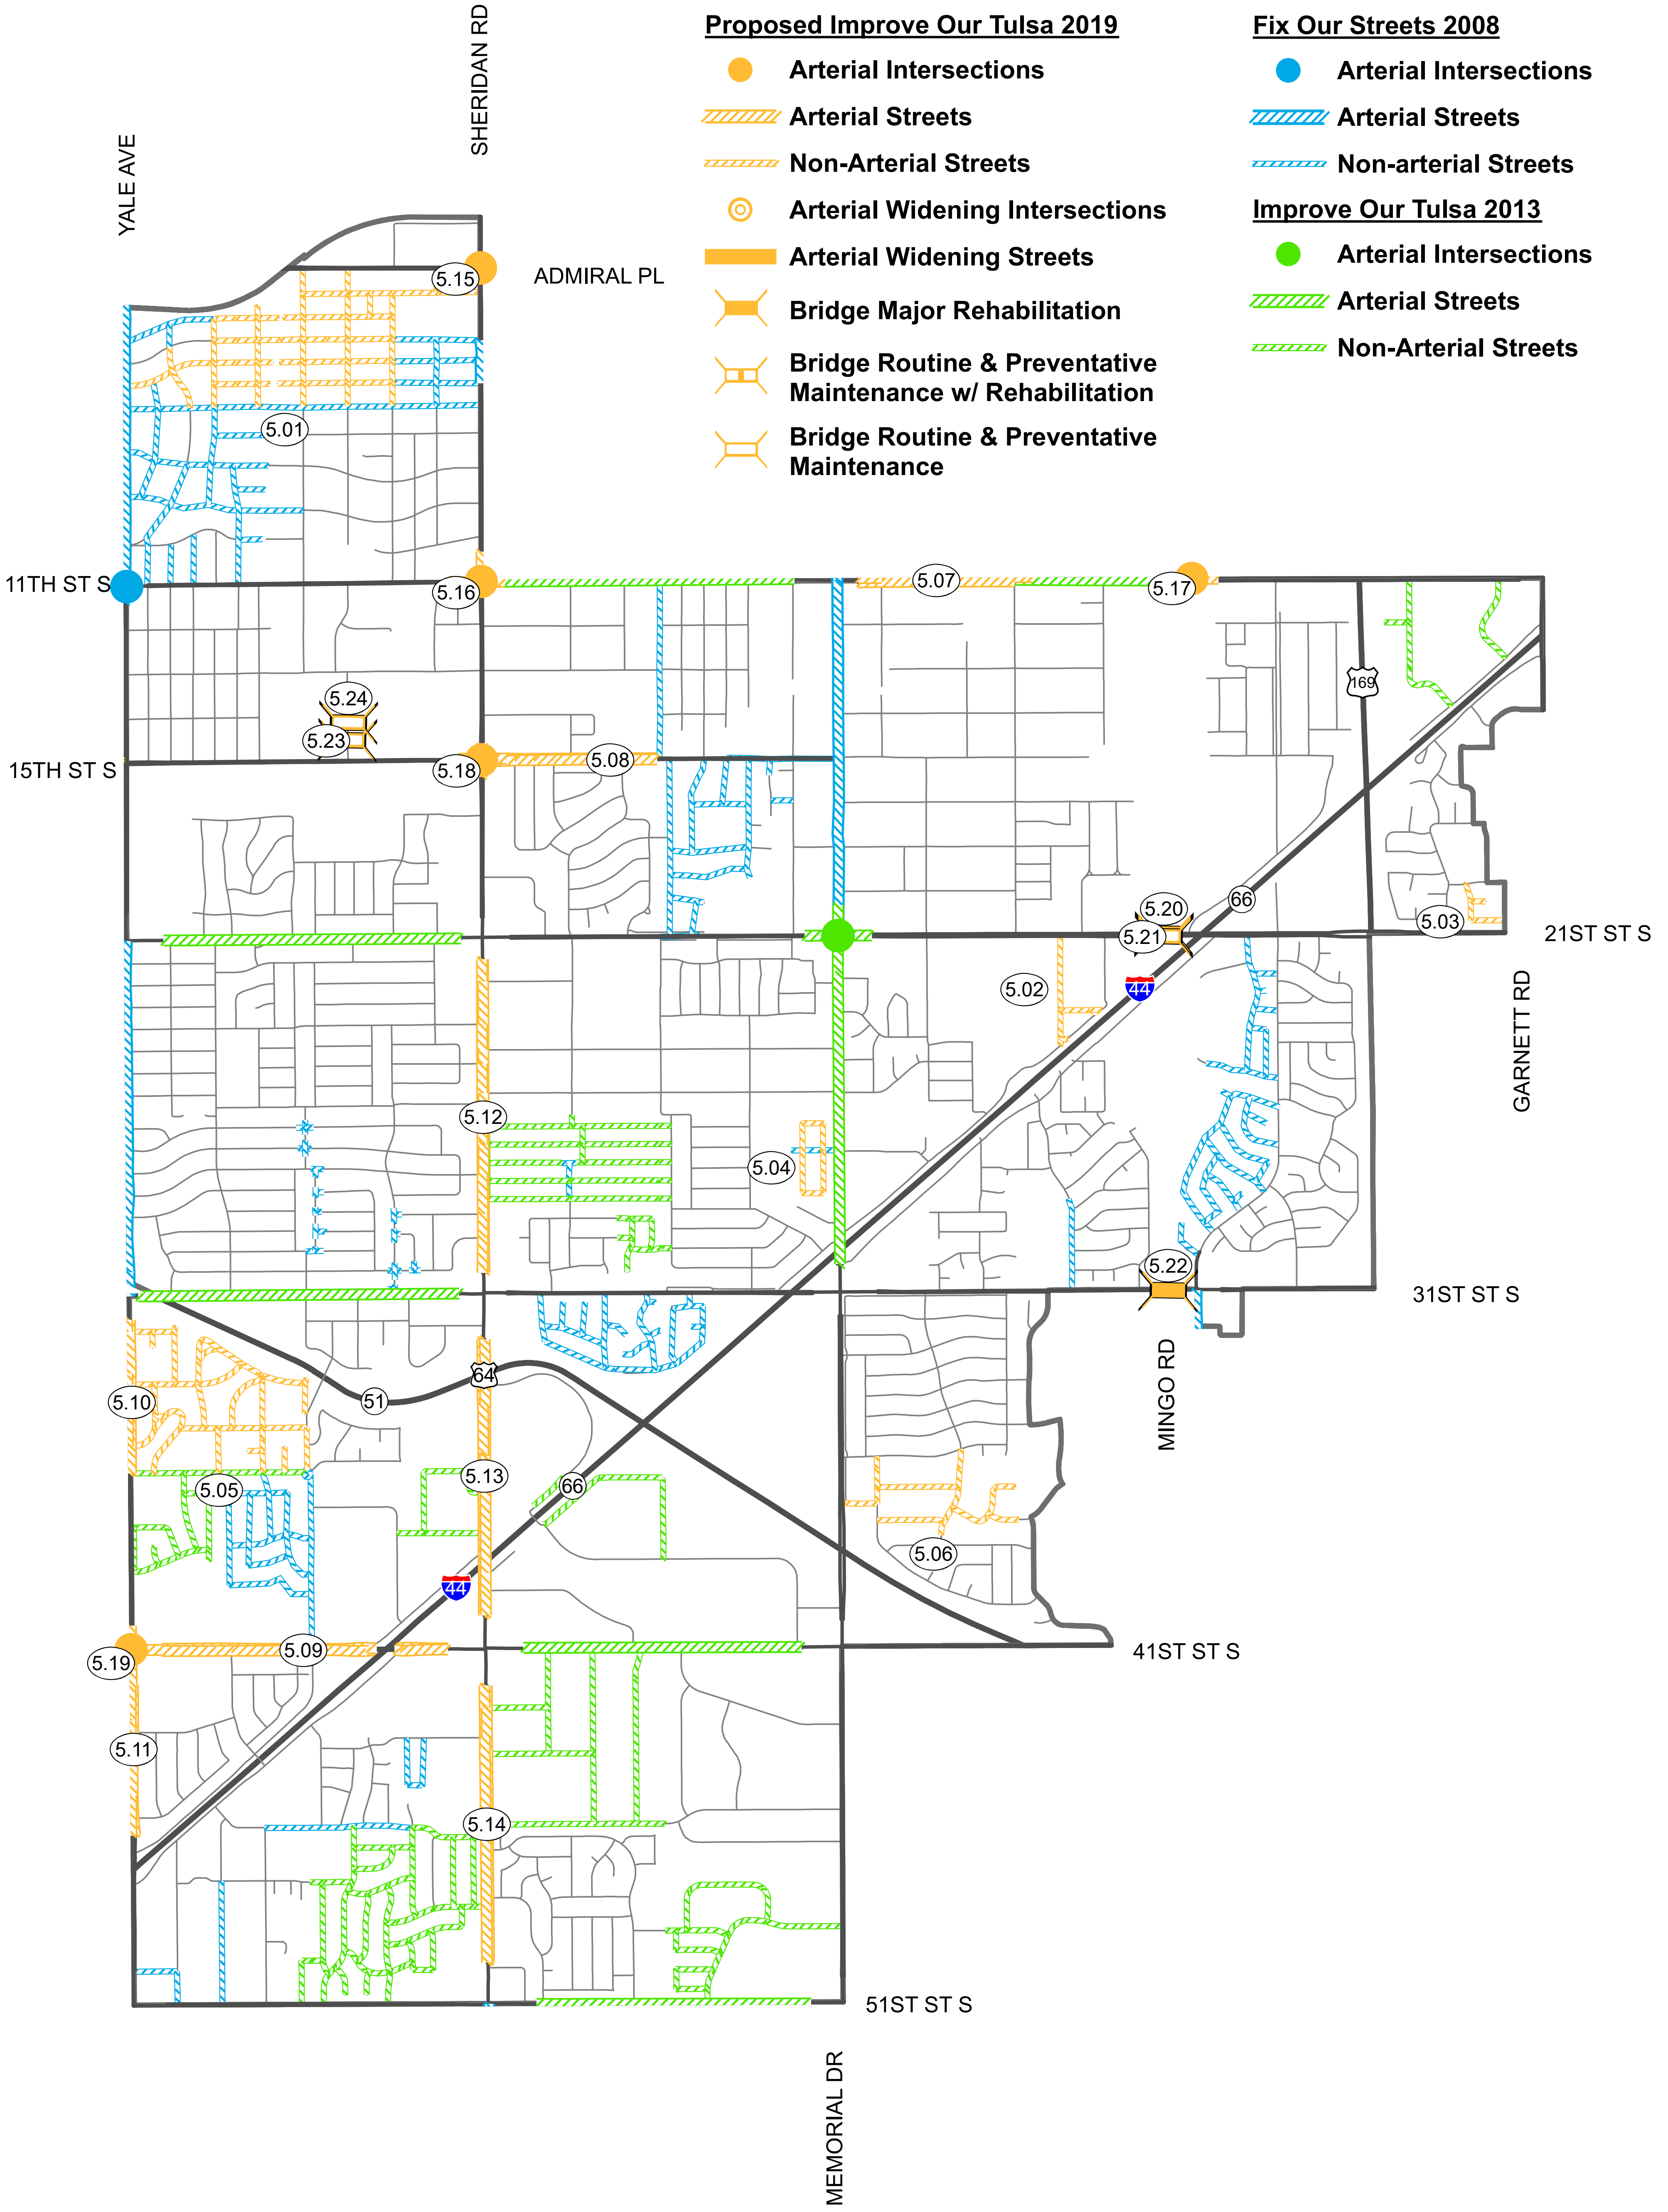 Proposed Improve Our Tulsa 2019
Arterial Intersections
Arterial Streets
Non-Arterial Streets
Arterial Widening Intersections
Arterial Widening Streets
Bridge Major Rehabilitation
Bridge Routine & Preventative
Maintenance w/ Rehabilitation
Bridge Routine & Preventative
Maintenance
Fix Our Streets 2008
Arterial Intersections
Arterial Streets
Non-arterial Streets
Improve Our Tulsa 2013
Arterial Intersections
Arterial Streets
Non-Arterial Streets
YALE AVE
SHERIDAN RD
ADMIRAL PL
5.15
5.01
11TH ST S
5.16
5.07
5.17
169
5.24
5.23
15TH ST S
5.18
5.08
66
5.20
5.21
5.03
21ST ST S
5.02
44
GARNETT RD
5.12
5.04
5.22
31ST ST S
MINGO RD
64
51
5.10
5.13
66
5.05
5.06
44
5.19
5.09
41ST ST S
5.11
5.14
51ST ST S
MEMORIAL DR